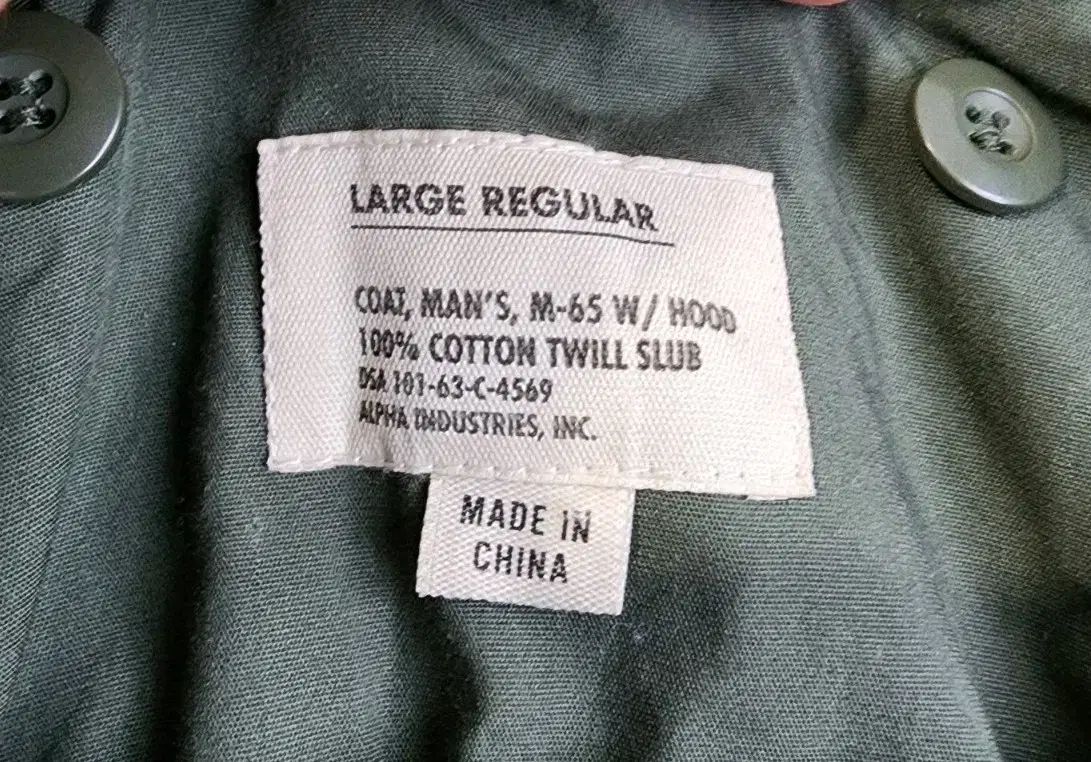 LARGE REGULAR
COAT, MAN'S, M-65 W/ HOOD
100% COTTON TWILL SLUB
DSA 101-63-C-4569
ALPHA INDUSTRIES, INC.
MADE IN
CHINA